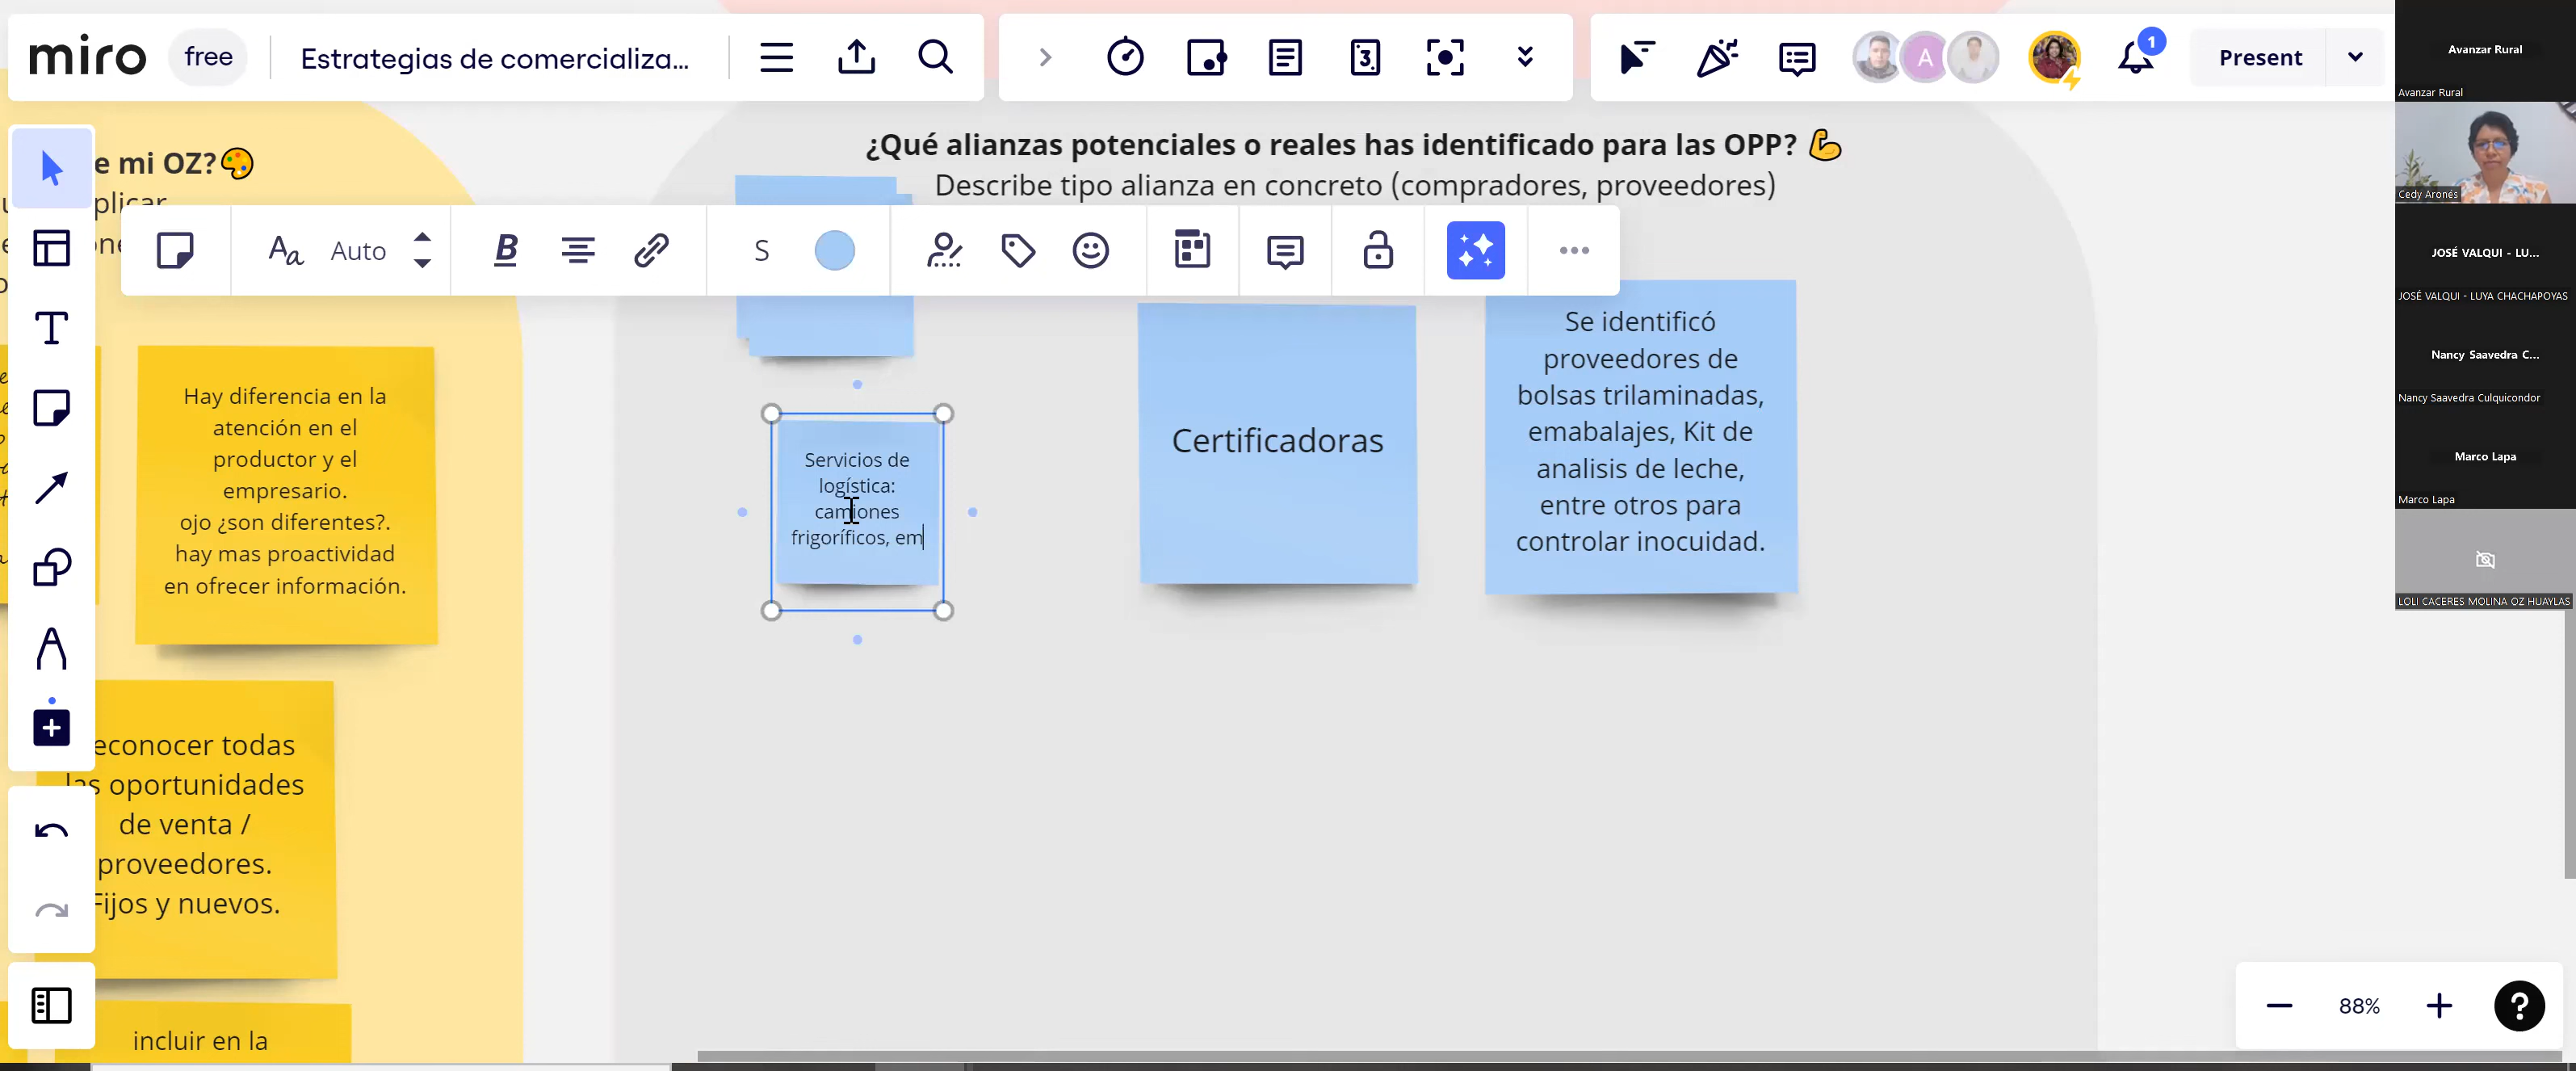 miro
free
Estrategias de comercializa...
Present
1
A
3
Avanzar Rural
Avanzar Rural
Cedy Aronés
JOSÉ VALQUI - LU...
JOSÉ VALQUI - LUYA CHACHAPOYAS
Nancy Saavedra C...
Nancy Saavedra Culquicondor
Marco Lapa
Marco Lapa
LOLI CACERES MOLINA OZ HUAYLAS
e mi OZ?
plicar
¿Qué alianzas potenciales o reales has identificado para las OPP?
Describe tipo alianza en concreto (compradores, proveedores)
Aa
Auto
B
S
Hay diferencia en la
atención en el
productor y el
empresario.
ojo ¿son diferentes?.
hay mas proactividad
en ofrecer información.
econocer todas
las oportunidades
de venta /
proveedores.
Fijos y nuevos.
incluir en la
Servicios de
logística:
camiones
frigoríficos, em
Certificadoras
Se identificó
proveedores de
bolsas trilaminadas,
emabalajes, Kit de
analisis de leche,
entre otros para
controlar inocuidad.
88%
?